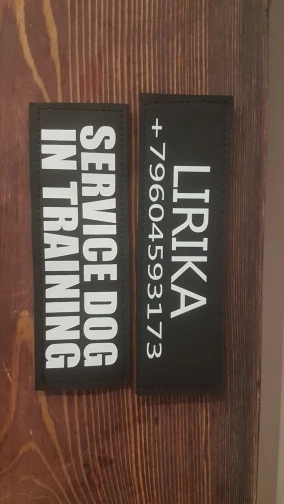 LIRIKA
+79604593173
SERVICE DOG
IN TRAINING